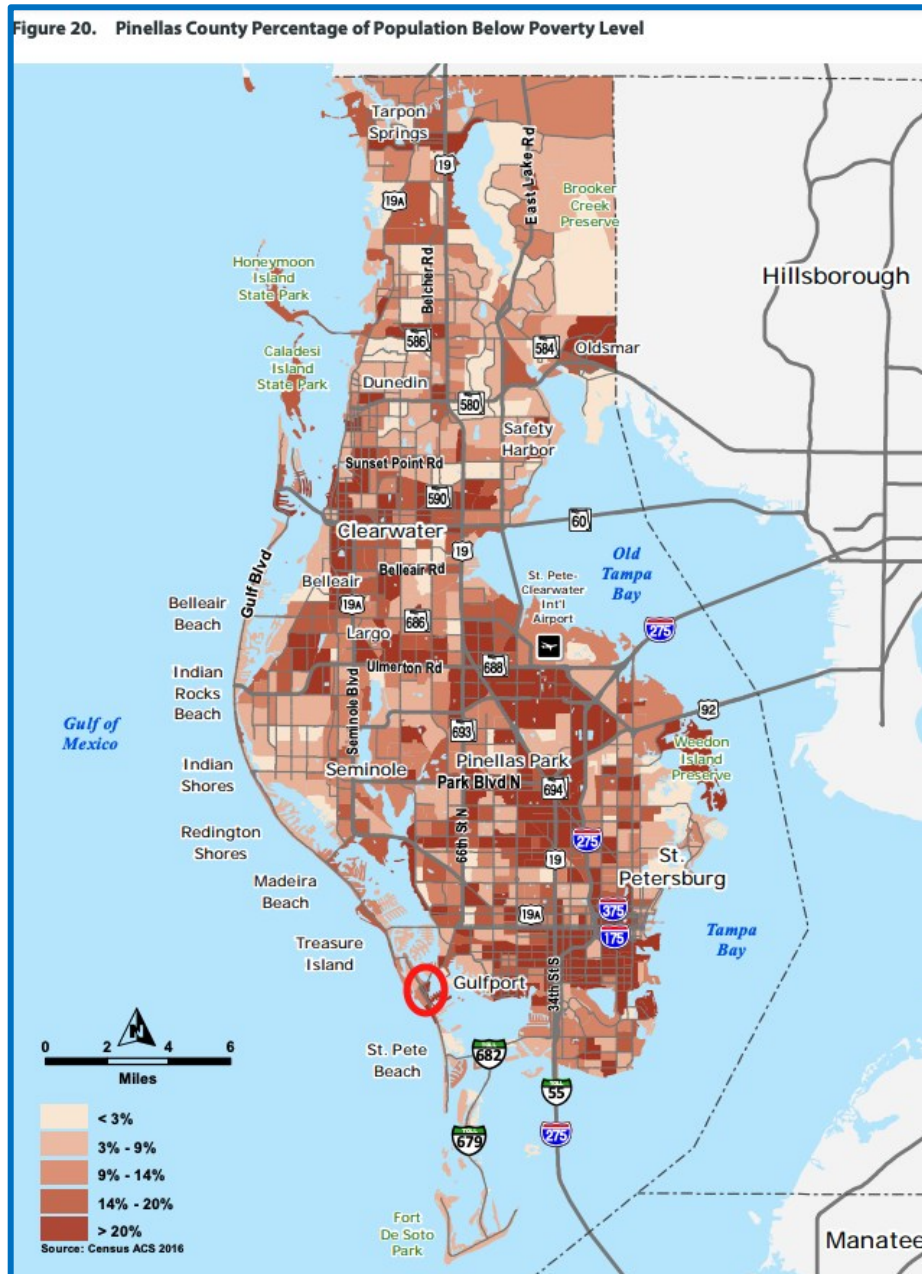 Figure 20. Pinellas County Percentage of Population Below Poverty Level
Tarpon
Springs
19
East Lake Rd
19A
Brooker
Creek
Preserve
Belcher Rd
Honeymoon
Island
State Park
Hillsborough
586
584
Oldsmar
Caladesi
Island
State Park
Dunedin
580
Safety
Harbor
Sunset Point Rd
590
Clearwater
60
19
Old
Tampa
Bay
Gulf Blvd
Belleair Rd
St. Pete-
Clearwater
Int'l
Airport
Belleair
Belleair
Beach
19A
686
275
Largo
Ulmerton Rd
688
Indian
Rocks
Beach
Seminole Blvd
92
Gulf of
Mexico
693
Weedon
Island
Preserve
Pinellas Park
Seminole
Indian
Shores
Park Blvd N
694
66th St N
275
Redington
Shores
19
St.
Petersburg
Madeira
Beach
375
19A
175
Tampa
Bay
Treasure
Island
Gulfport
34th St S
N
0 2 4 6
Miles
St. Pete
Beach
TOLL
682
TOLL
55
TOLL
679
275
< 3%
3% - 9%
9% - 14%
14% - 20%
> 20%
Fort
De Soto
Park
Source: Census ACS 2016
Manatee